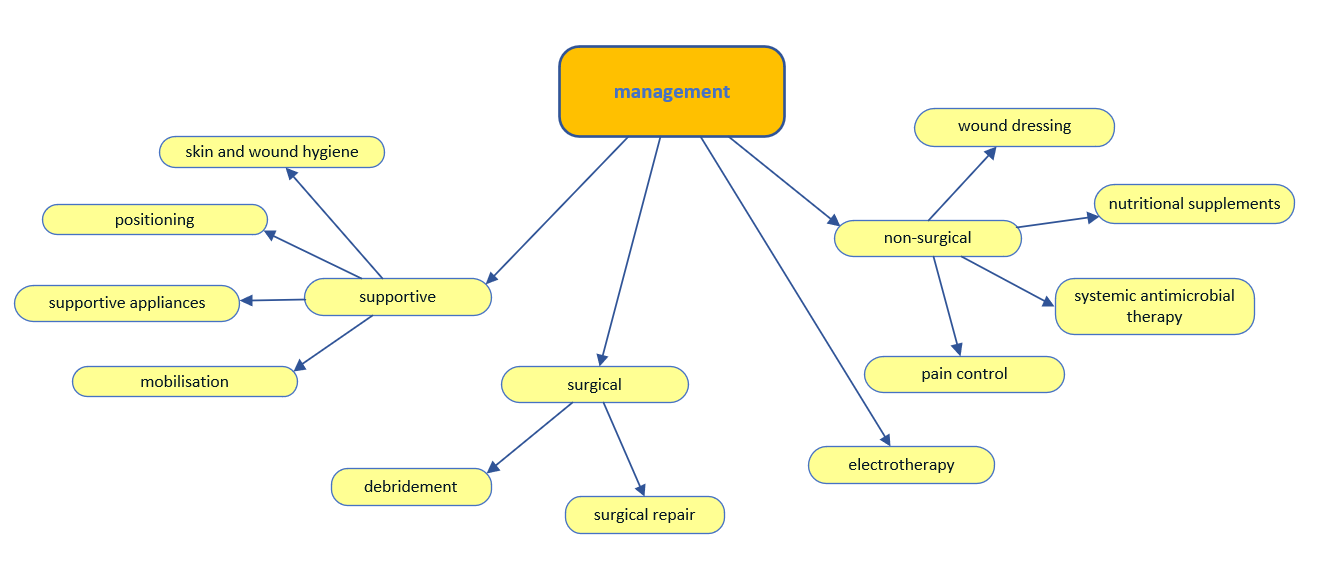 management
wound dressing
skin and wound hygiene
nutritional supplements
positioning
non-surgical
supportive
supportive appliances
systemic antimicrobial
therapy
pain control
mobilisation
surgical
electrotherapy
debridement
surgical repair